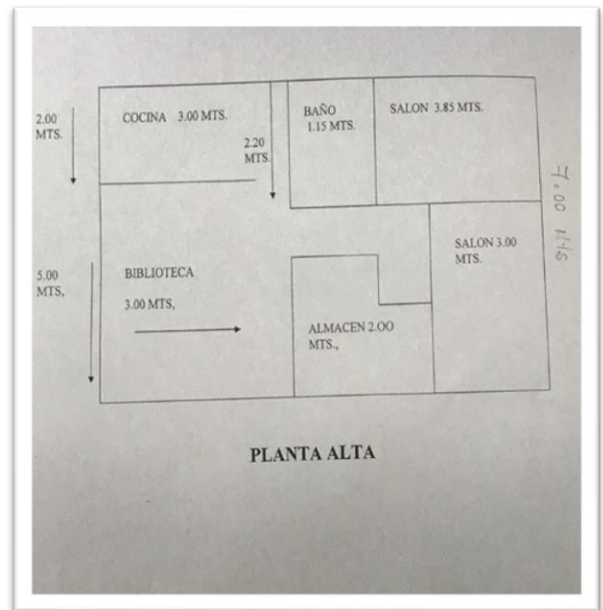 2.00
MTS.
COCINA 3.00 MTS.
2.20
MTS.
BAÑO
1.15 MTS.
SALON 3.85 MTS.
7.00 Mts
5.00
MTS,
BIBLIOTECA
3.00 MTS,
SALON 3.00
MTS.
ALMACEN 2.OO
MTS.,
PLANTA ALTA